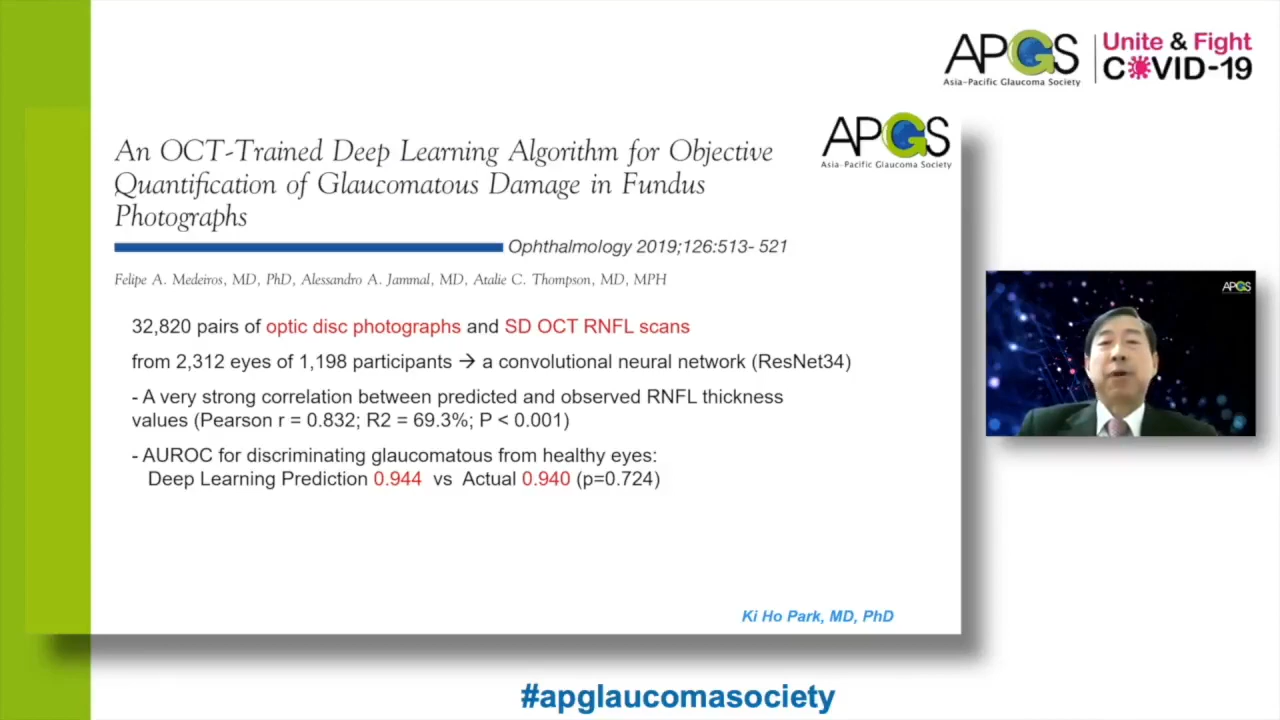 APGS
Asia-Pacific Glaucoma Society
Unite & Fight
COVID-19
APGS
Asia-Pacific Glaucoma Society
An OCT-Trained Deep Learning Algorithm for Objective
Quantification of Glaucomatous Damage in Fundus
Photographs
Ophthalmology 2019;126:513- 521
Felipe A. Medeiros, MD, PhD, Alessandro A. Jammal, MD, Atalie C. Thompson, MD, MPH
32,820 pairs of optic disc photographs and SD OCT RNFL scans
from 2,312 eyes of 1,198 participants → a convolutional neural network (ResNet34)
- A very strong correlation between predicted and observed RNFL thickness
values (Pearson r = 0.832; R2 = 69.3%; P < 0.001)
- AUROC for discriminating glaucomatous from healthy eyes:
Deep Learning Prediction 0.944 vs Actual 0.940 (p=0.724)
APGS
Ki Ho Park, MD, PhD
#apglaucomasociety